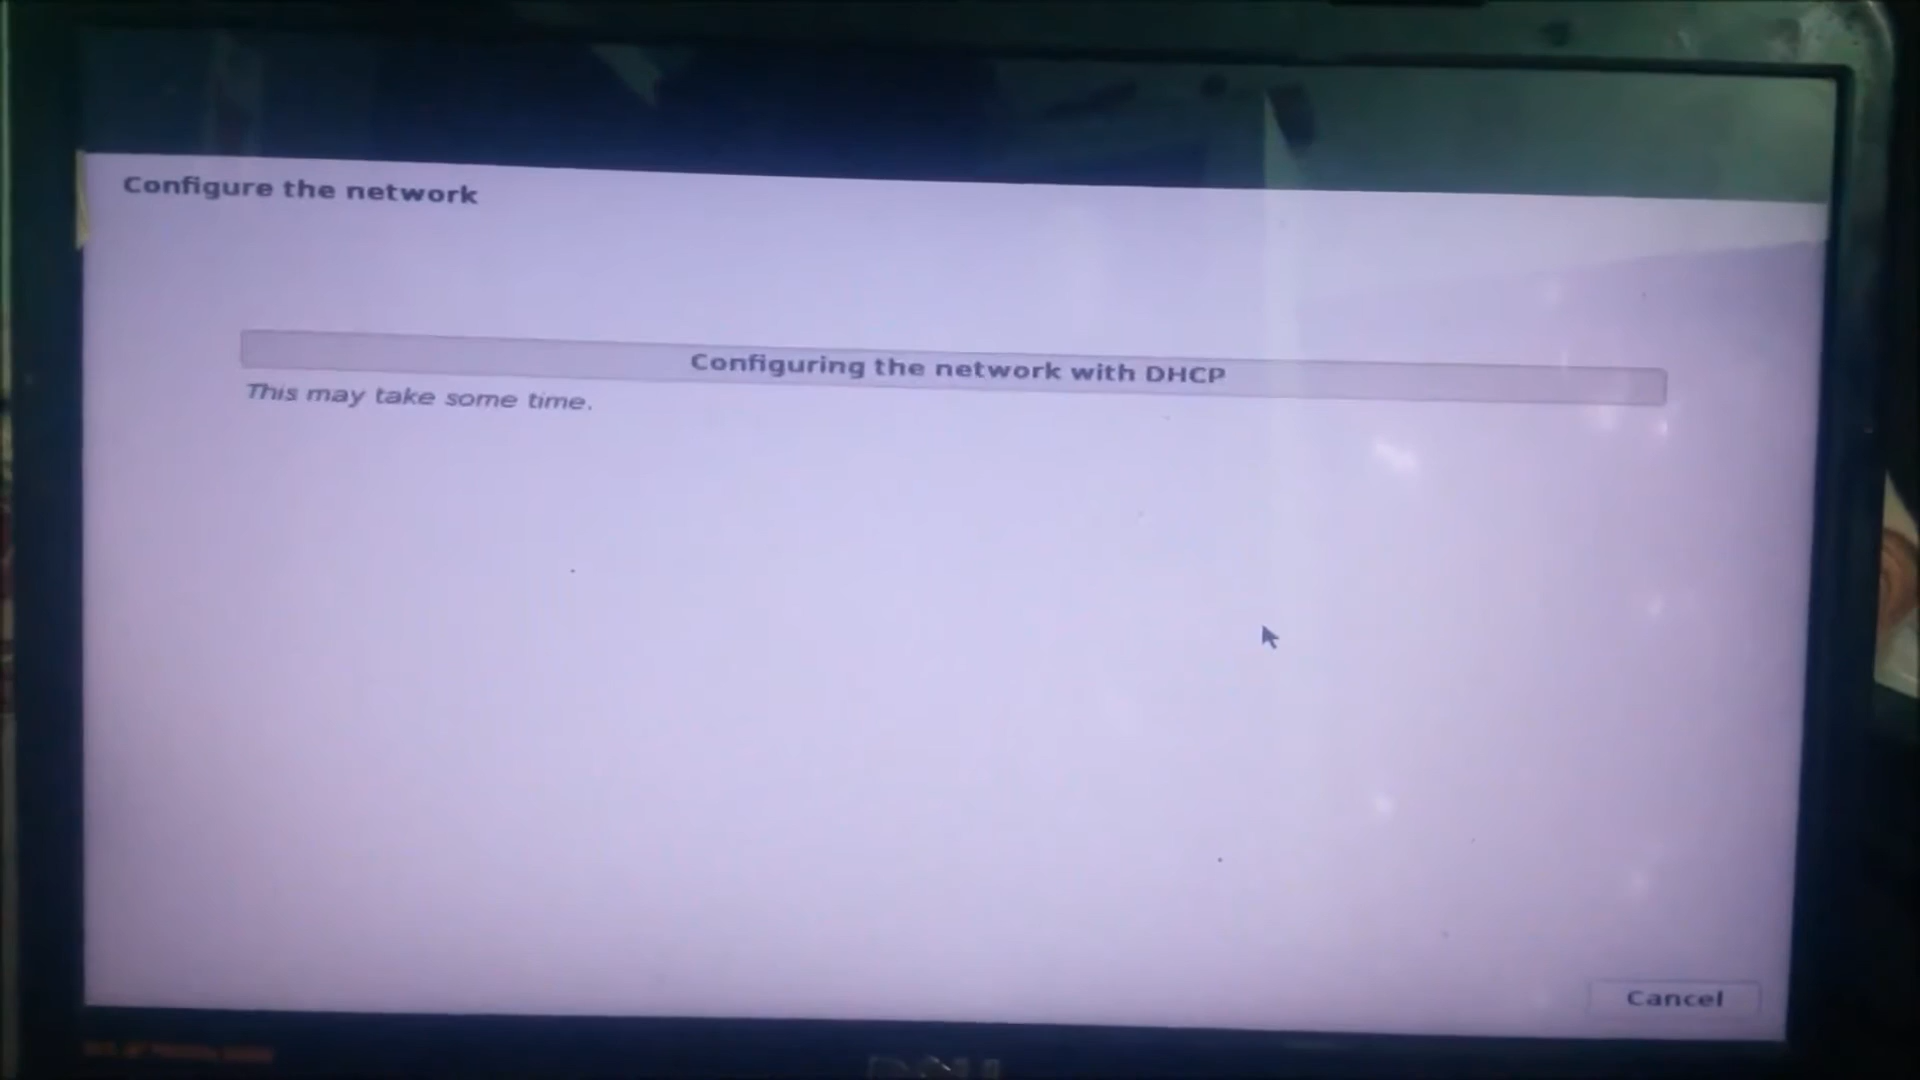 Configure the network
Configuring the network with DHCP
This may take some time.
Cancel